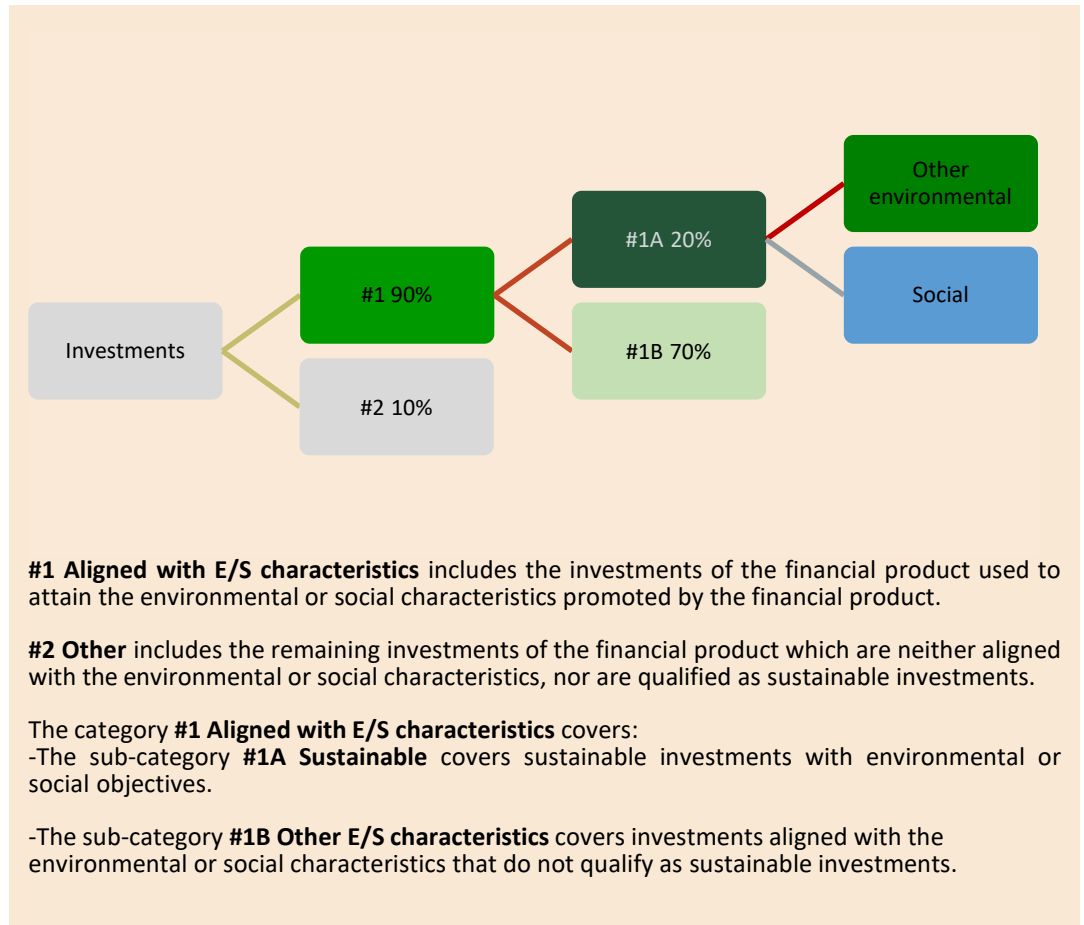 Other
environmental
#1A 20%
#1 90%
Social
Investments
#1B 70%
#2 10%
#1 Aligned with E/S characteristics includes the investments of the financial product used to
attain the environmental or social characteristics promoted by the financial product.
#2 Other includes the remaining investments of the financial product which are neither aligned
with the environmental or social characteristics, nor are qualified as sustainable investments.
The category #1 Aligned with E/S characteristics covers:
-The sub-category #1A Sustainable covers sustainable investments with environmental or
social objectives.
-The sub-category #1B Other E/S characteristics covers investments aligned with the
environmental or social characteristics that do not qualify as sustainable investments.